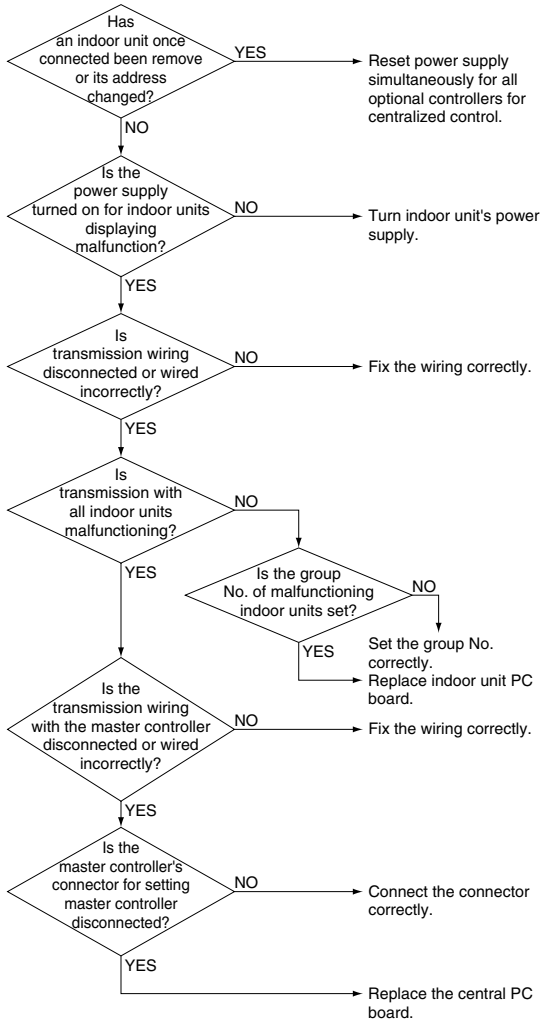 Has
an indoor unit once
connected been remove
or its address
changed?
YES
Reset power supply
simultaneously for all
optional controllers for
centralized control.
NO
Is the
power supply
turned on for indoor units
displaying
malfunction?
NO
Turn indoor unit's power
supply.
YES
Is
transmission wiring
disconnected or wired
incorrectly?
NO
Fix the wiring correctly.
YES
Is
transmission with
all indoor units
malfunctioning?
NO
YES
Is the group
No. of malfunctioning
indoor units set?
NO
Set the group No.
correctly.
YES
Replace indoor unit PC
board.
Is the
transmission wiring
with the master controller
disconnected or wired
incorrectly?
NO
Fix the wiring correctly.
YES
Is the
master controller's
connector for setting
master controller
disconnected?
NO
Connect the connector
correctly.
YES
Replace the central PC
board.